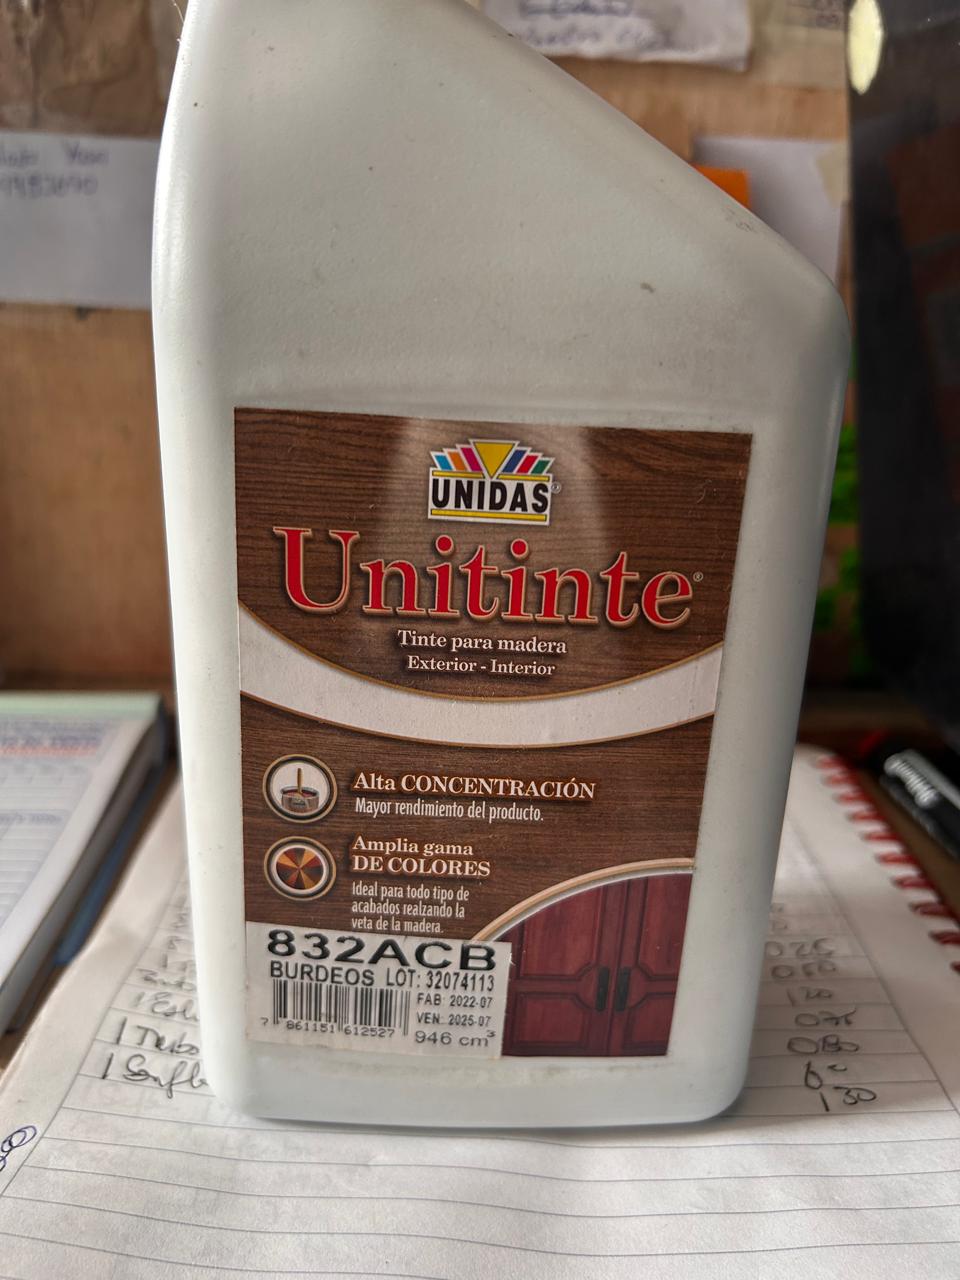 UNIDAS
Unitinte®
Tinte para madera
Exterior - Interior
Alta CONCENTRACIÓN
Mayor rendimiento del producto.
Amplia gama
DE COLORES
Ideal para todo tipo de
acabados realzando la
veta de la madera.
832ACB
BURDEOS LOT: 32074113
FAB: 2022-07
VEN: 2025-07
7 861151 612527
946 cm³
130